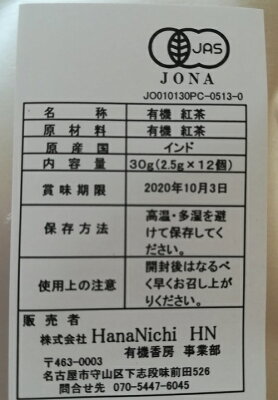 JAS
JONA
JO010130PC-0513-0
名 称 有機 紅茶
原 材 料 有機 紅茶
原 産 国 インド
内 容 量 30g(2.5g×12個)
賞 味 期 限 2020年10月3日
保 存 方 法 高温・多湿を避
けて保存してく
ださい。
使用上の注意 開封後はなるべ
く早くお召し上が
りください。
販 売 者
株式会社 HanaNichi HN
有機香房 事業部
〒463-0003
名古屋市守山区下志段味前田526
問合せ先 070-5447-6045